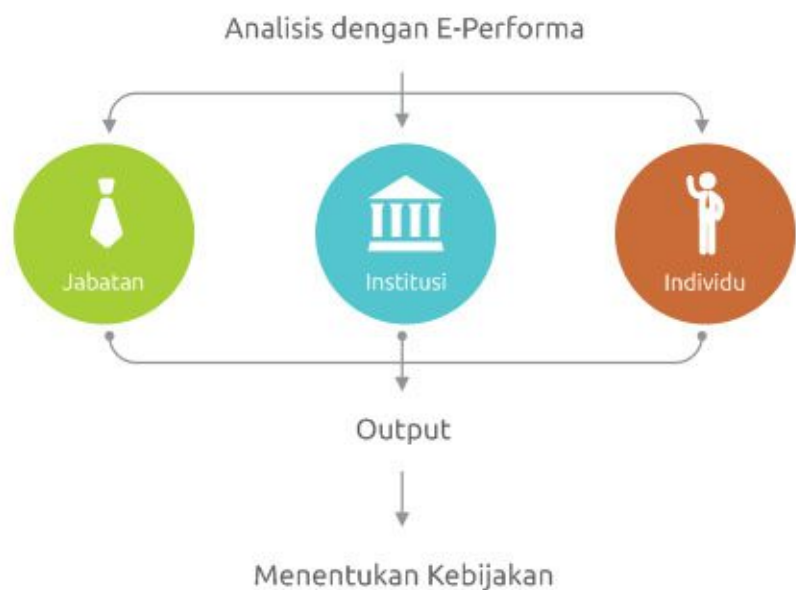 Analisis dengan E-Performa
Jabatan
Institusi
Individu
Output
Menentukan Kebijakan